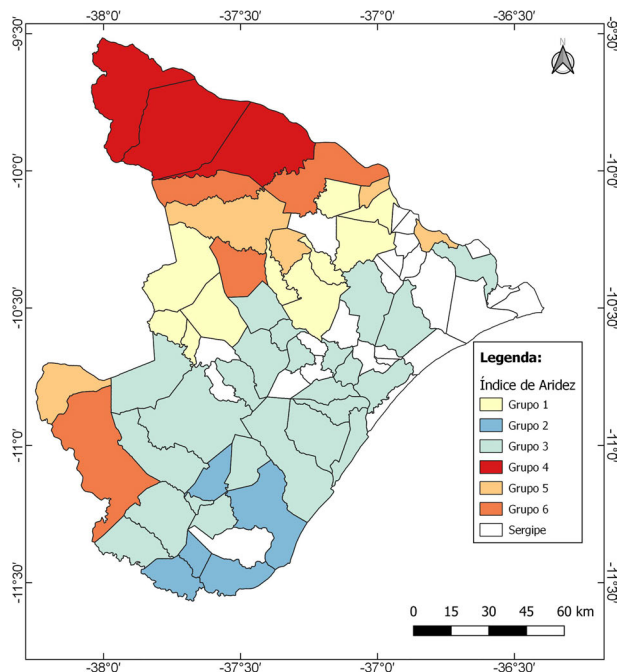 -38°0' -37°30' -37°0' -36°30'
-9°30' -9°30'
N
-10°0' -10°0'
-10°30' -10°30'
Legenda:
Índice de Aridez
Grupo 1
Grupo 2
Grupo 3
Grupo 4
Grupo 5
Grupo 6
Sergipe
-11°0' -11°0'
-11°30' -11°30'
0 15 30 45 60 km
-38°0' -37°30' -37°0' -36°30'